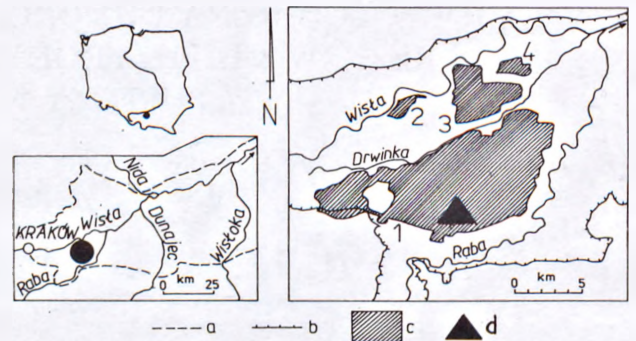 N
Nida
KRAKÓW
Wisła
Dunajec
Wisłoka
Raba
km
0 25
4
Wisła
2
3
Drwinka
1
Raba
km
0 5
a b c d